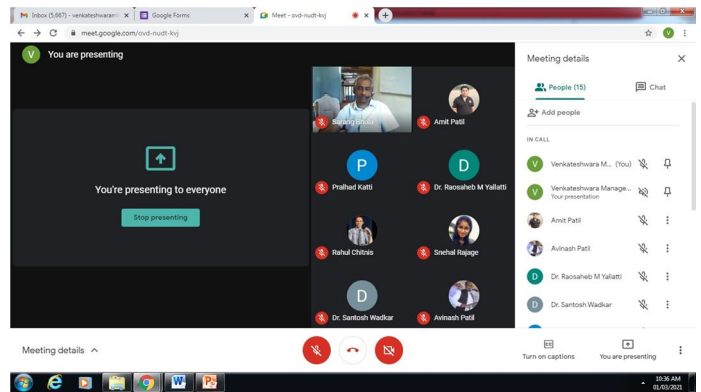 Inbox (5,667) - venkateshwaram
Google Forms
Meet - ovd-nudt-kvj
meet.google.com/ovd-nudt-kvj
V
V You are presenting
You're presenting to everyone
Stop presenting
Sarang Bhola
Amit Patil
P
Pralhad Katti
D
Dr. Raosaheb M Yallatti
Rahul Chitnis
Snehal Rajage
D
Dr. Santosh Wadkar
Avinash Patil
Meeting details
People (15)
Chat
Add people
IN CALL
V Venkateshwara M... (You)
V Venkateshwara Manage...
Your presentation
Amit Patil
Avinash Patil
D Dr. Raosaheb M Yallatti
D Dr. Santosh Wadkar
Meeting details
Turn on captions
You are presenting
10:36 AM
01/03/2021